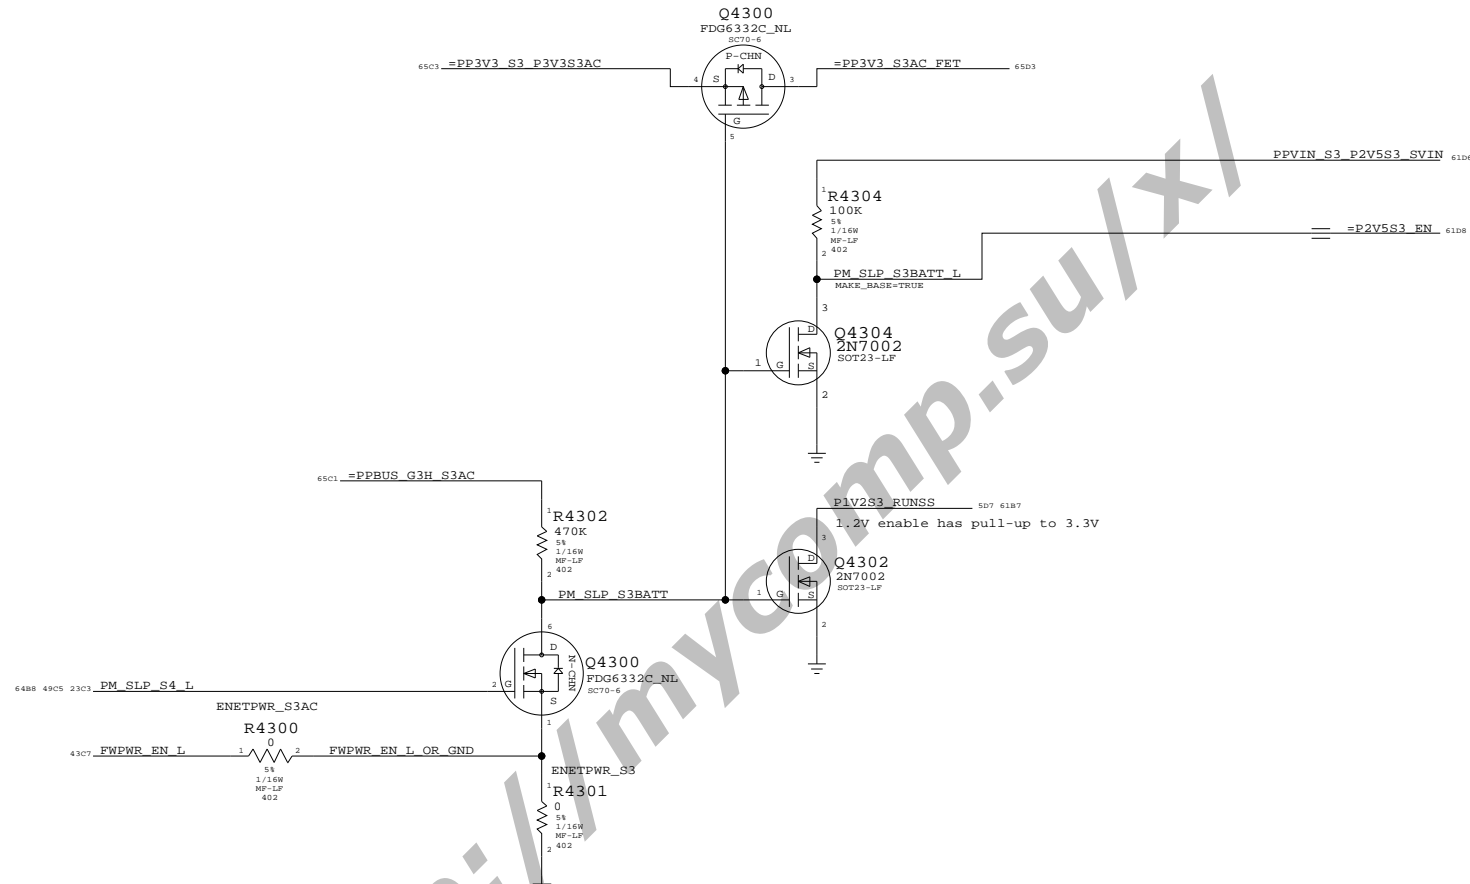 Q4300
FDG6332C_NL
SC70-6
P-CHN
65C3 =PP3V3_S3_P3V3S3AC
=PP3V3_S3AC_FET 65D3
4 S D 3
G
5
PPVIN_S3_P2V5S3_SVIN 61D6
1
R4304
100K
5%
1/16W
MF-LF
402
2
=P2V5S3_EN 61D8
PM_SLP_S3BATT_L
MAKE_BASE=TRUE
3
D
Q4304
2N7002
SOT23-LF
1 G S
2
65C1 =PPBUS_G3H_S3AC
1
R4302
470K
5%
1/16W
MF-LF
402
2
P1V2S3_RUNSS 5D7 61B7
1.2V enable has pull-up to 3.3V
3
D
Q4302
2N7002
SOT23-LF
PM_SLP_S3BATT
1 G S
2
6
D
N-CHN
Q4300
FDG6332C_NL
SC70-6
64B8 49C5 23C3 PM_SLP_S4_L
2 G
S
1
ENETPWR_S3AC
R4300
0
43C7 FWPWR_EN_L 1 2 FWPWR_EN_L_OR_GND
5%
1/16W
MF-LF
402
ENETPWR_S3
1
R4301
0
5%
1/16W
MF-LF
402
2
p://mycomp.su/x/